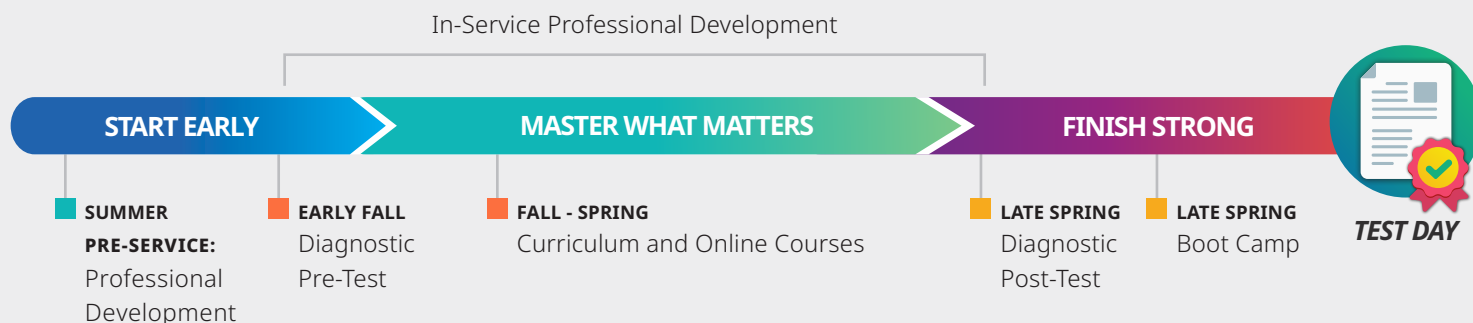 In-Service Professional Development
START EARLY
MASTER WHAT MATTERS
FINISH STRONG
SUMMER
PRE-SERVICE:
Professional
Development
EARLY FALL
Diagnostic
Pre-Test
FALL - SPRING
Curriculum and Online Courses
LATE SPRING
Diagnostic
Post-Test
LATE SPRING
Boot Camp
TEST DAY